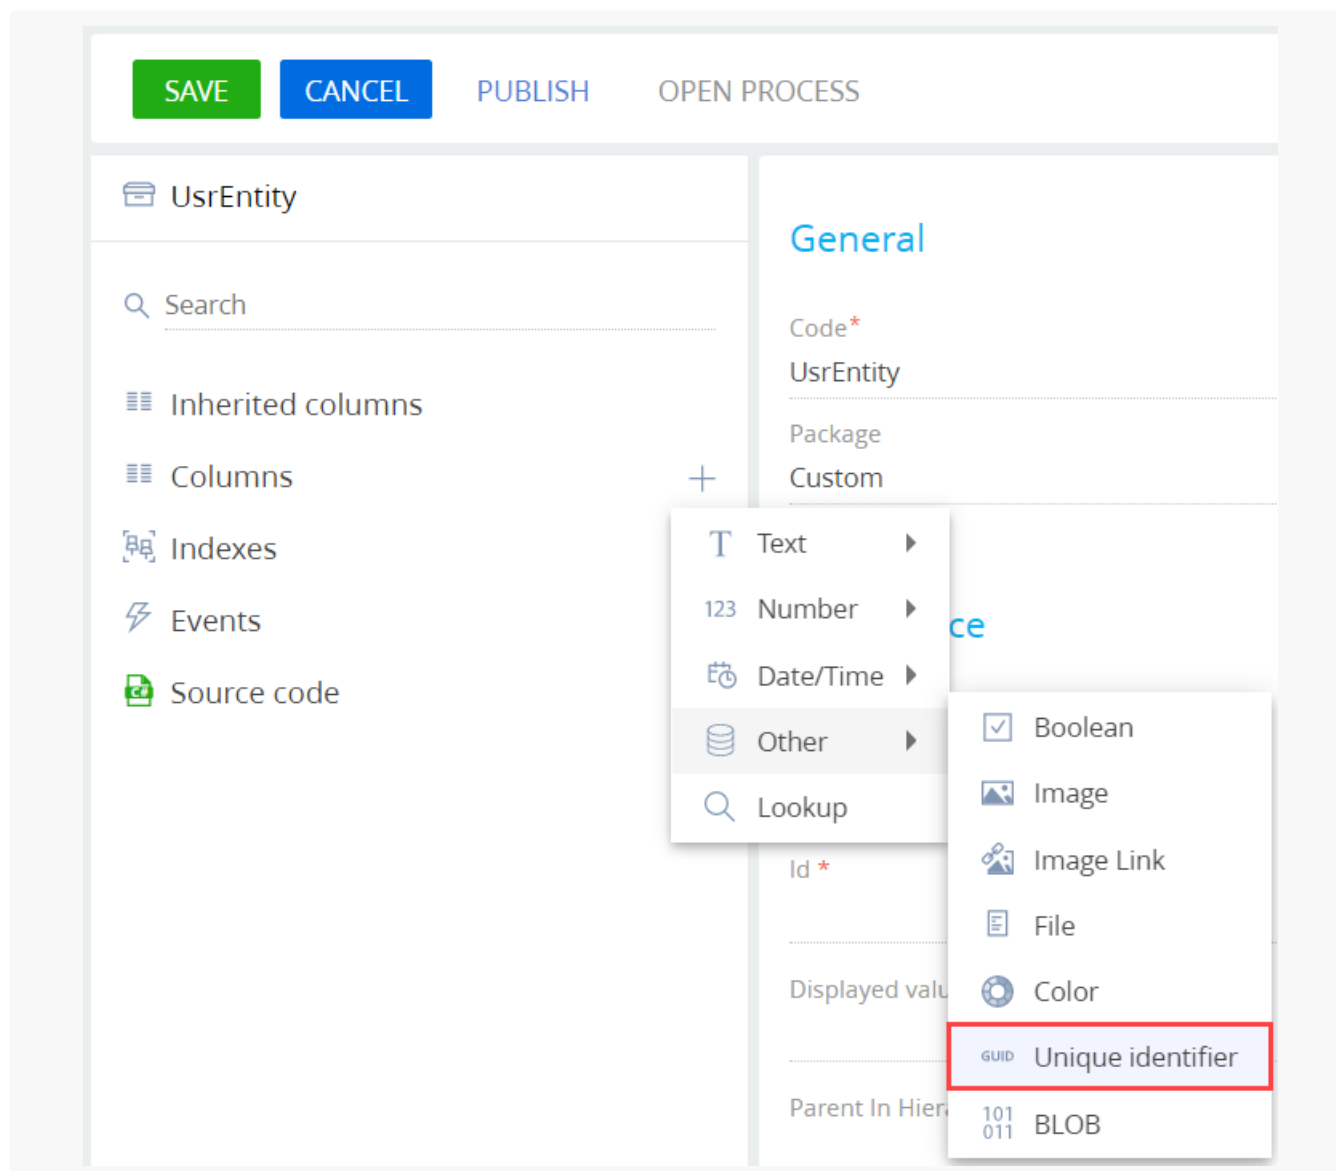 SAVE
CANCEL
PUBLISH
OPEN PROCESS
UsrEntity
Search
Inherited columns
Columns
Indexes
Events
C#
Source code
General
Code*
UsrEntity
Package
Custom
T Text
123 Number
Date/Time
Other
Lookup
ce
Boolean
Image
Image Link
File
Color
GUID Unique identifier
101
011 BLOB
Id *
Displayed valu
Parent In Hier